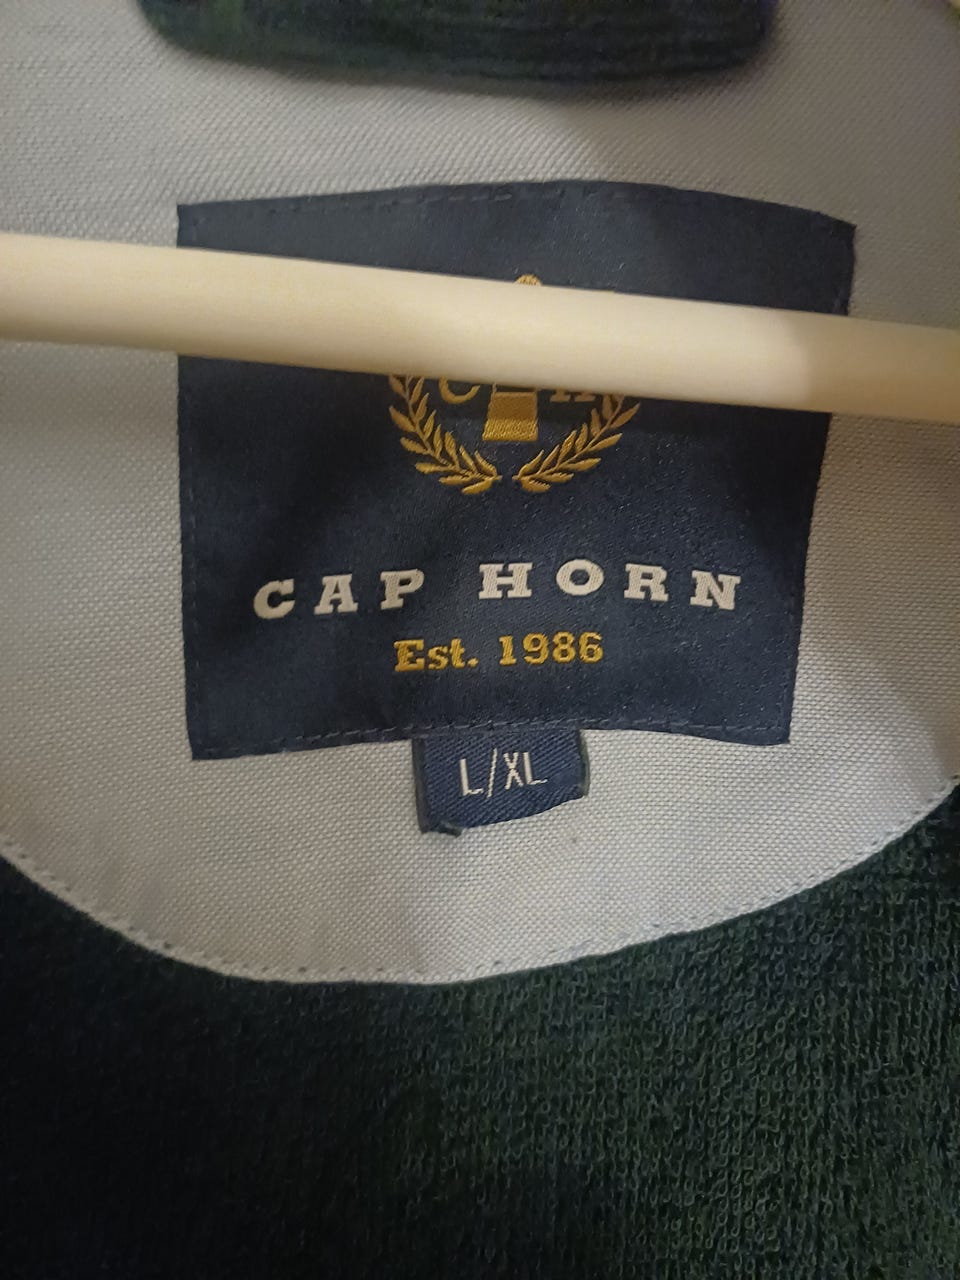 C H
CAP HORN
Est. 1986
L/XL